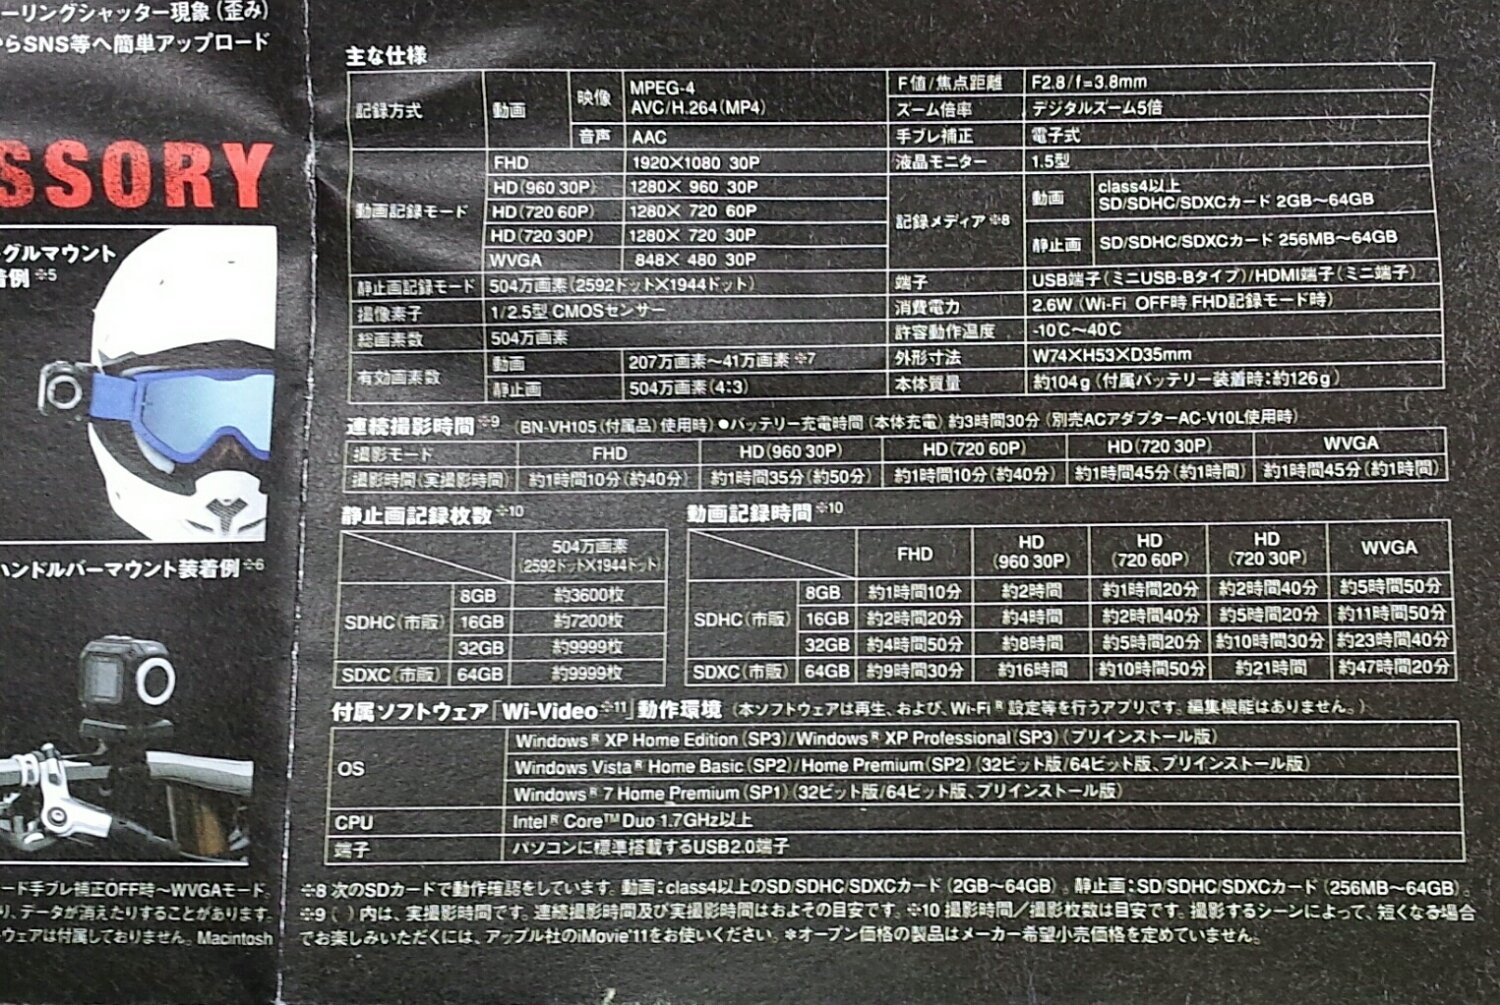 ーリングシャッター現象(歪み)
らSNS等へ簡単アップロード
SSORY
グルマウント
着例 ※5
ハンドルバーマウント装着例※6
ード手ブレ補正OFF時〜WVGAモード。
り、データが消えたりすることがあります。
ウェアは付属しておりません。Macintosh
主な仕様
記録方式 動画 映像 MPEG-4
AVC/H.264(MP4)
音声 AAC
動画記録モード FHD 1920×1080 30P
HD(960 30P) 1280× 960 30P
HD(720 60P) 1280× 720 60P
HD(720 30P) 1280× 720 30P
WVGA 848× 480 30P
静止画記録モード 504万画素(2592ドット×1944ドット)
撮像素子 1/2.5型 CMOSセンサー
総画素数 504万画素
有効画素数 動画 207万画素〜41万画素 ※7
静止画 504万画素(4:3)
F値/焦点距離 F2.8/f=3.8mm
ズーム倍率 デジタルズーム5倍
手ブレ補正 電子式
液晶モニター 1.5型
記録メディア※8 動画 class4以上
SD/SDHC/SDXCカード 2GB〜64GB
静止画 SD/SDHC/SDXCカード 256MB〜64GB
端子 USB端子(ミニUSB-Bタイプ)/HDMI端子(ミニ端子)
消費電力 2.6W(Wi-Fi OFF時 FHD記録モード時)
許容動作温度 -10℃〜40℃
外形寸法 W74×H53×D35mm
本体質量 約104g(付属バッテリー装着時:約126g)
連続撮影時間※9 (BN-VH105(付属品)使用時)●バッテリー充電時間(本体充電) 約3時間30分(別売ACアダプターAC-V10L使用時)
撮影モード FHD HD(960 30P) HD(720 60P) HD(720 30P) WVGA
撮影時間(実撮影時間) 約1時間10分(約40分) 約1時間35分(約50分) 約1時間10分(約40分) 約1時間45分(約1時間) 約1時間45分(約1時間)
静止画記録枚数※10
504万画素
(2592ドット×1944ドット)
SDHC(市販) 8GB 約3600枚
16GB 約7200枚
32GB 約9999枚
SDXC(市販) 64GB 約9999枚
動画記録時間※10
FHD HD(960 30P) HD(720 60P) HD(720 30P) WVGA
SDHC(市販) 8GB 約1時間10分 約2時間 約1時間20分 約2時間40分 約5時間50分
16GB 約2時間20分 約4時間 約2時間40分 約5時間20分 約11時間50分
32GB 約4時間50分 約8時間 約5時間20分 約10時間30分 約23時間40分
SDXC(市販) 64GB 約9時間30分 約16時間 約10時間50分 約21時間 約47時間20分
付属ソフトウェア「Wi-Video※11」動作環境 (本ソフトウェアは再生、および、Wi-Fi®設定等を行うアプリです。編集機能はありません。)
OS Windows® XP Home Edition(SP3)/Windows® XP Professional(SP3)(プリインストール版)
Windows Vista® Home Basic(SP2)/Home Premium(SP2)(32ビット版/64ビット版、プリインストール版)
Windows® 7 Home Premium(SP1)(32ビット版/64ビット版、プリインストール版)
CPU Intel® Core™ Duo 1.7GHz以上
端子 パソコンに標準搭載するUSB2.0端子
※8 次のSDカードで動作確認をしています。動画:class4以上のSD/SDHC/SDXCカード(2GB〜64GB)。静止画:SD/SDHC/SDXCカード(256MB〜64GB)。
※9 ( )内は、実撮影時間です。連続撮影時間及び実撮影時間はおよその目安です。※10 撮影時間/撮影枚数は目安です。撮影するシーンによって、短くなる場合
でお楽しみいただくには、アップル社のiMovie'11をお使いください。＊オープン価格の製品はメーカー希望小売価格を定めていません。